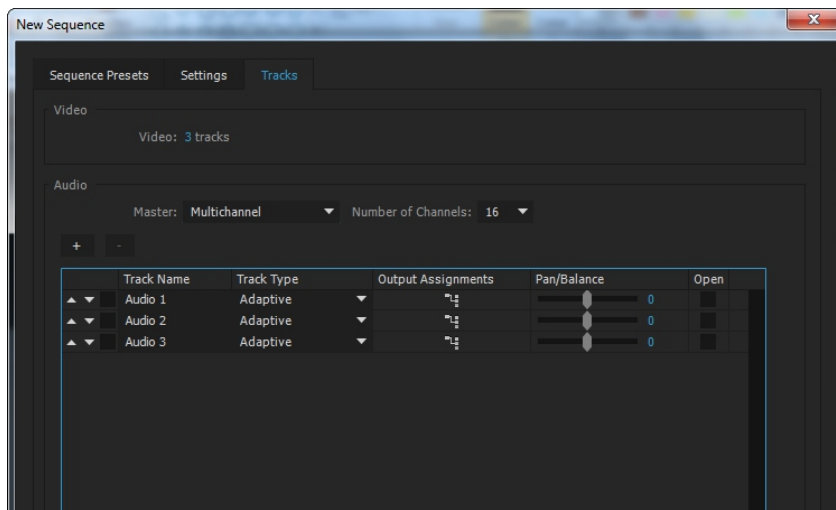 New Sequence
Sequence Presets Settings Tracks
Video
Video: 3 tracks
Audio
Master: Multichannel Number of Channels: 16
+ -
Track Name Track Type Output Assignments Pan/Balance Open
Audio 1 Adaptive 0
Audio 2 Adaptive 0
Audio 3 Adaptive 0